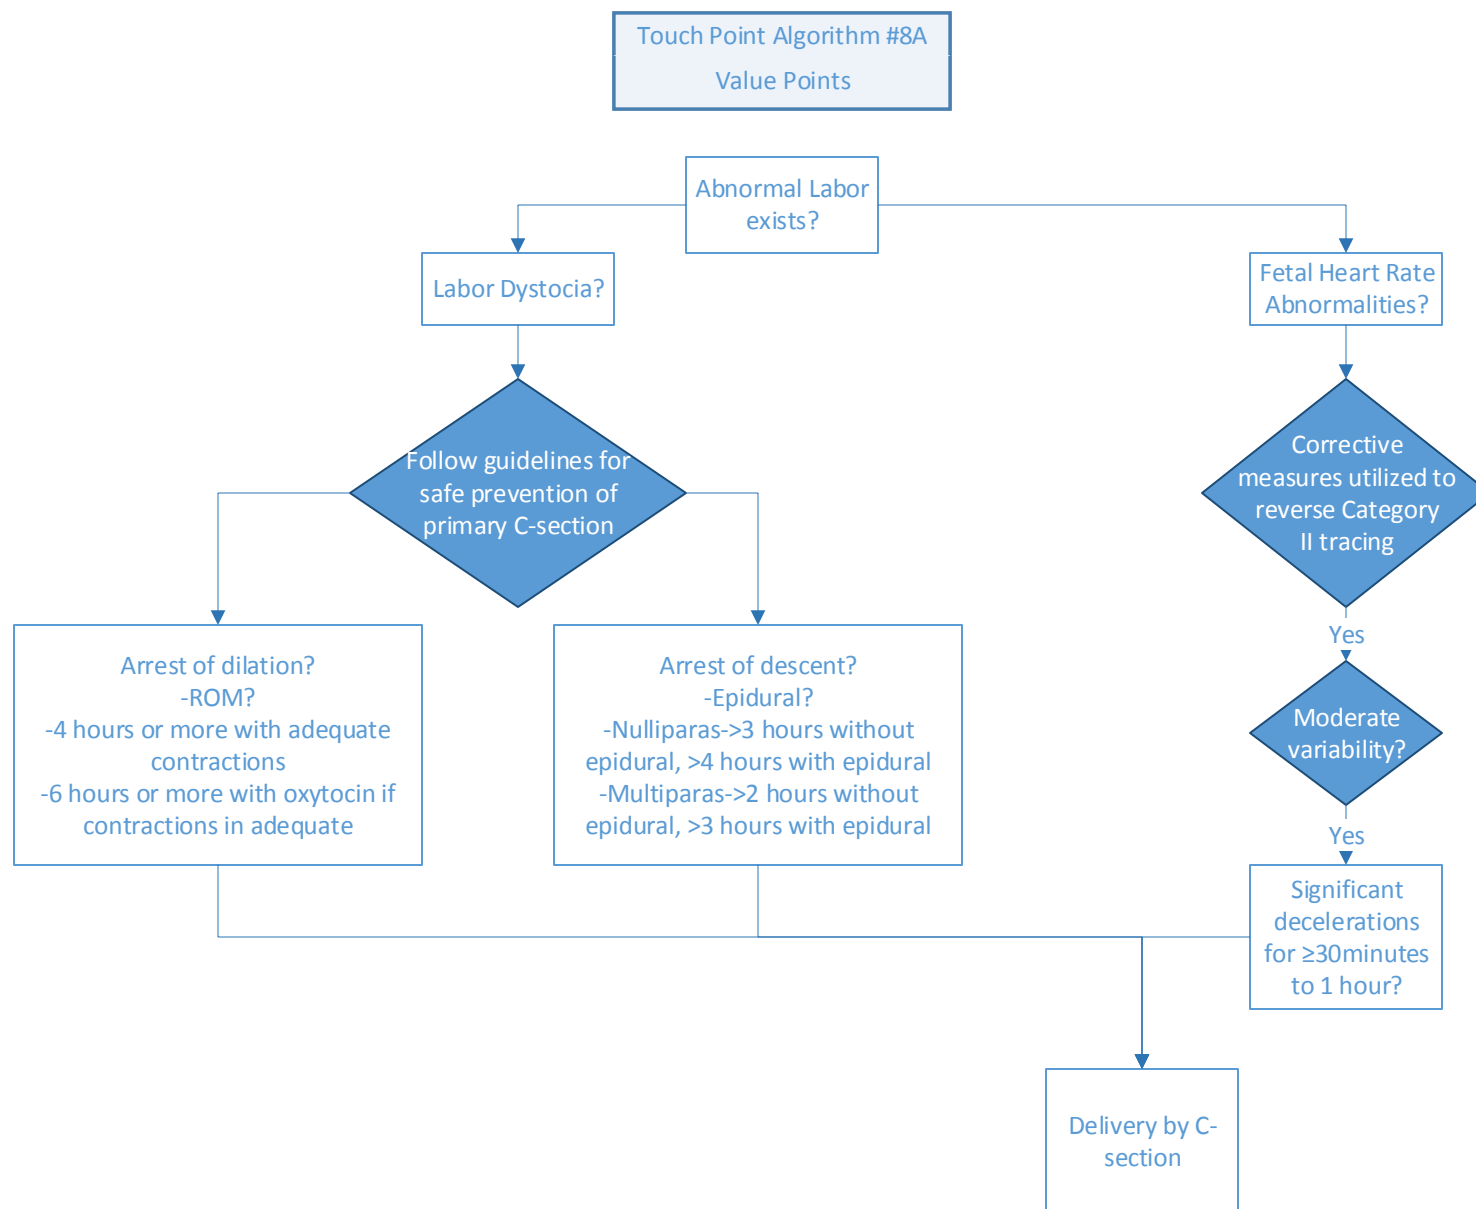 Touch Point Algorithm #8A
Value Points
Abnormal Labor
exists?
Labor Dystocia?
Fetal Heart Rate
Abnormalities?
Follow guidelines for
safe prevention of
primary C-section
Corrective
measures utilized to
reverse Category
II tracing
Yes
Moderate
variability?
Yes
Arrest of dilation?
-ROM?
-4 hours or more with adequate
contractions
-6 hours or more with oxytocin if
contractions in adequate
Arrest of descent?
-Epidural?
-Nulliparas->3 hours without
epidural, >4 hours with epidural
-Multiparas->2 hours without
epidural, >3 hours with epidural
Significant
decelerations
for ≥30minutes
to 1 hour?
Delivery by C-
section